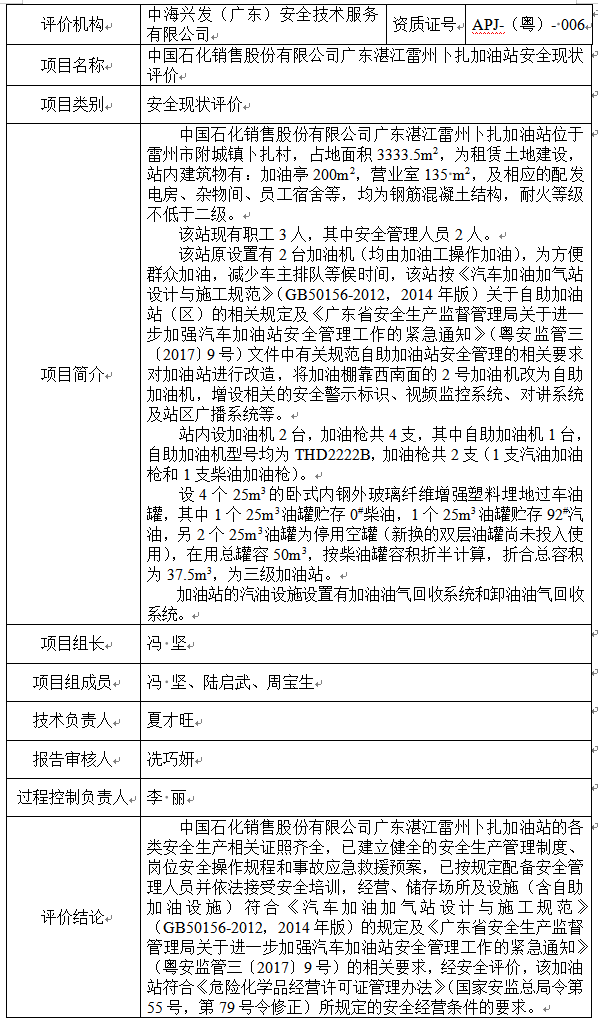 评价机构 中海兴发（广东）安全技术服务有限公司 资质证号 APJ-（粤）- 006
项目名称 中国石化销售股份有限公司广东湛江雷州卜扎加油站安全现状评价
项目类别 安全现状评价
项目简介
中国石化销售股份有限公司广东湛江雷州卜扎加油站位于
雷州市附城镇卜扎村，占地面积 3333.5m²，为租赁土地建设，
站内建筑物有：加油亭 200m²，营业室 135 m²，及相应的配发
电房、杂物间、员工宿舍等，均为钢筋混凝土结构，耐火等级
不低于二级。
该站现有职工 3 人，其中安全管理人员 2 人。
该站原设置有 2 台加油机（均由加油工操作加油），为方便
群众加油，减少车主排队等候时间，该站按《汽车加油加气站
设计与施工规范》（GB50156-2012，2014 年版）关于自助加油
站（区）的相关规定及《广东省安全生产监督管理局关于进一
步加强汽车加油站安全管理工作的紧急通知》（粤安监管三
〔2017〕9 号）文件中有关规范自助加油站安全管理的相关要求
对加油站进行改造，将加油棚靠西南面的 2 号加油机改为自助
加油机，增设相关的安全警示标识、视频监控系统、对讲系统
及站区广播系统等。
站内设加油机 2 台，加油枪共 4 支，其中自助加油机 1 台，
自助加油机型号均为 THD2222B，加油枪共 2 支（1 支汽油加油
枪和 1 支柴油加油枪）。
设 4 个 25m³的卧式内钢外玻璃纤维增强塑料埋地过车油
罐，其中 1 个 25m³油罐贮存 0#柴油，1 个 25m³油罐贮存 92#汽
油，另 2 个 25m³油罐为停用空罐（新换的双层油罐尚未投入使
用），在用总罐容 50m³，按柴油罐容积折半计算，折合总容积
为 37.5m³，为三级加油站。
加油站的汽油设施设置有加油油气回收系统和卸油油气回收
系统。
项目组长 冯 坚
项目组成员 冯 坚、陆启武、周宝生
技术负责人 夏才旺
报告审核人 冼巧妍
过程控制负责人 李 丽
评价结论
中国石化销售股份有限公司广东湛江雷州卜扎加油站的各
类安全生产相关证照齐全，已建立健全的安全生产管理制度、
岗位安全操作规程和事故应急救援预案，已按规定配备安全管
理人员并依法接受安全培训，经营、储存场所及设施（含自助
加油设施）符合《汽车加油加气站设计与施工规范》
（GB50156-2012，2014 年版）的规定及《广东省安全生产监督
管理局关于进一步加强汽车加油站安全管理工作的紧急通知》
（粤安监管三〔2017〕9 号）的相关要求，经安全评价，该加油
站符合《危险化学品经营许可证管理办法》（国家安监总局令第
55 号，第 79 号令修正）所规定的安全经营条件的要求。